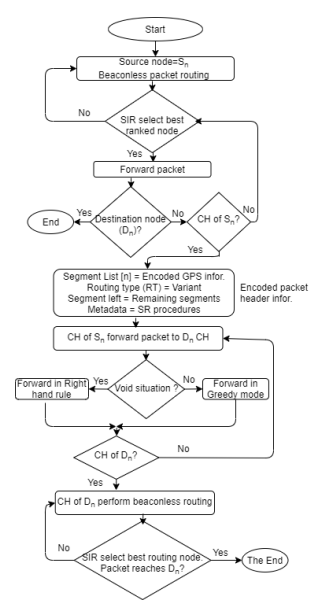 Start
Source node=Sn
Beaconless packet routing
No
SIR select best
ranked node
Yes
Forward packet
End
Yes
Destination node
(Dn)?
No
CH of Sn?
No
Yes
Segment List [n] = Encoded GPS infor.
Routing type (RT) = Variant
Segment left = Remaining segments
Metadata = SR procedures
Encoded packet
header infor.
CH of Sn forward packet to Dn CH
Forward in Right
hand rule
Yes
Void situation ?
No
Forward in
Greedy mode
CH of Dn?
No
Yes
CH of Dn perform beaconless routing
No
SIR select best routing node.
Packet reaches Dn?
Yes
The End